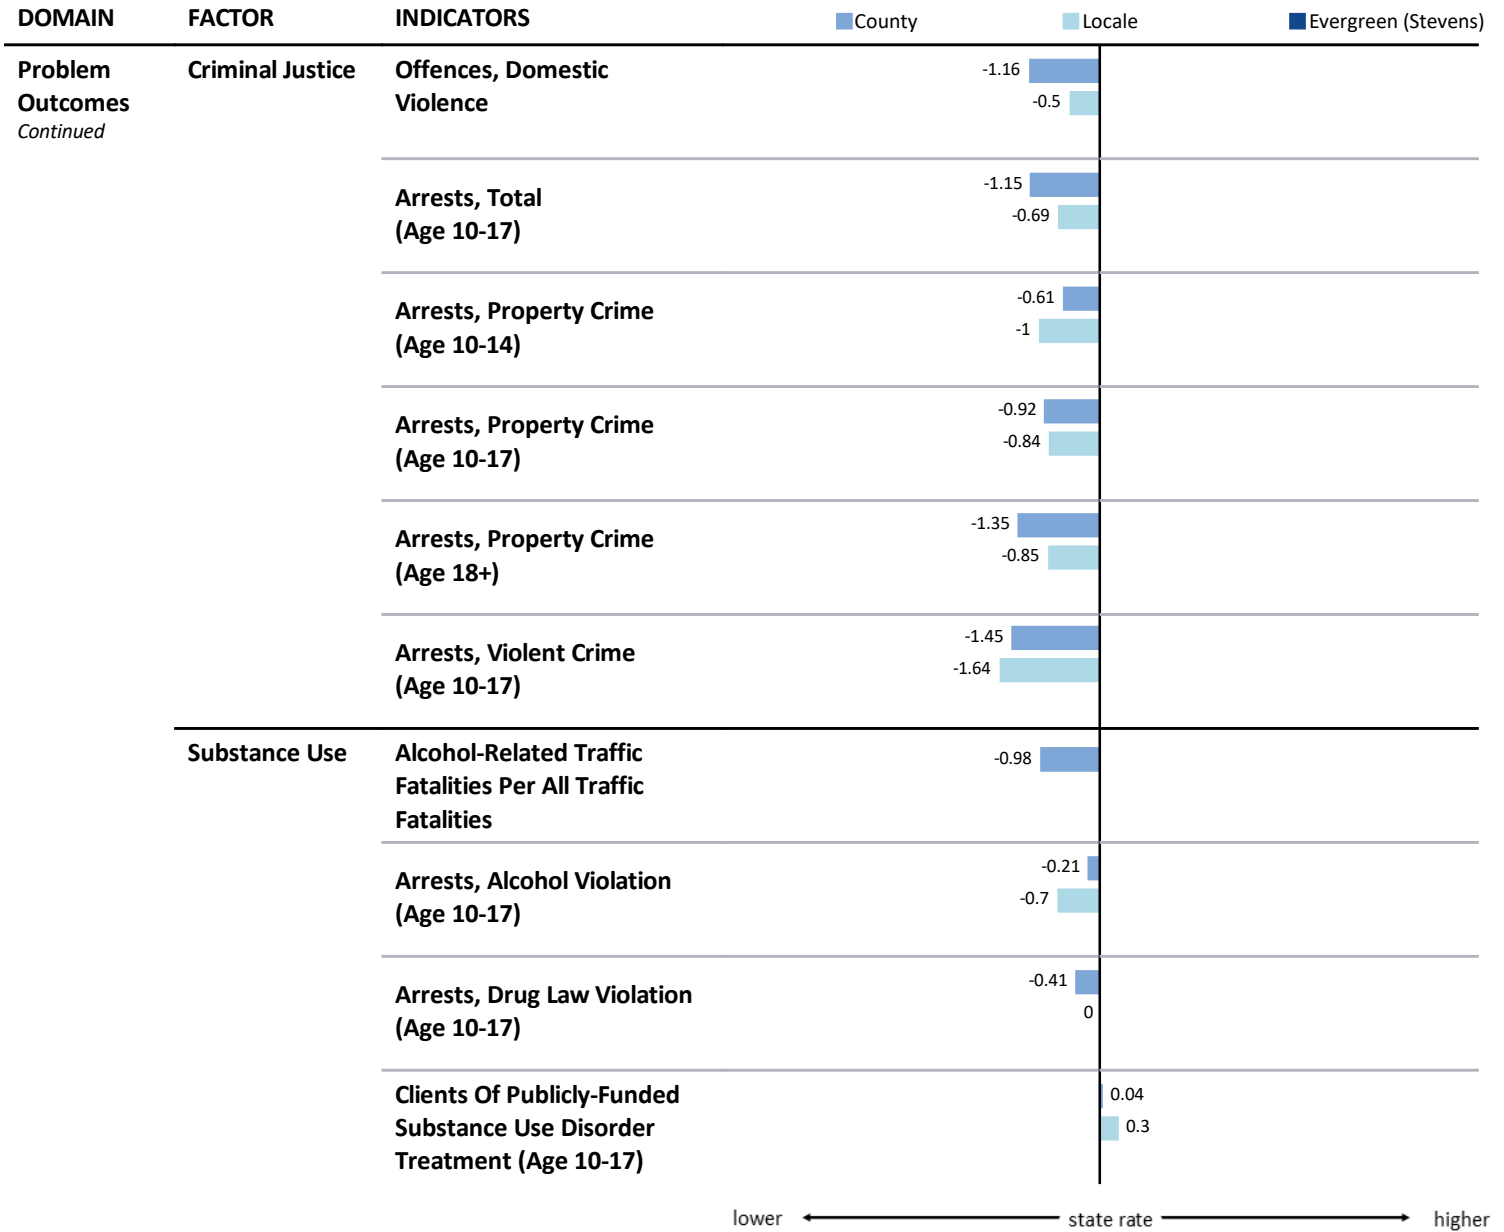 DOMAIN FACTOR INDICATORS County Locale Evergreen (Stevens)
Problem
Outcomes
Continued
Criminal Justice
Offences, Domestic
Violence
-1.16
-0.5
Arrests, Total
(Age 10-17)
-1.15
-0.69
Arrests, Property Crime
(Age 10-14)
-0.61
-1
Arrests, Property Crime
(Age 10-17)
-0.92
-0.84
Arrests, Property Crime
(Age 18+)
-1.35
-0.85
Arrests, Violent Crime
(Age 10-17)
-1.45
-1.64
Substance Use
Alcohol-Related Traffic
Fatalities Per All Traffic
Fatalities
-0.98
Arrests, Alcohol Violation
(Age 10-17)
-0.21
-0.7
Arrests, Drug Law Violation
(Age 10-17)
-0.41
0
Clients Of Publicly-Funded
Substance Use Disorder
Treatment (Age 10-17)
0.04
0.3
lower state rate higher